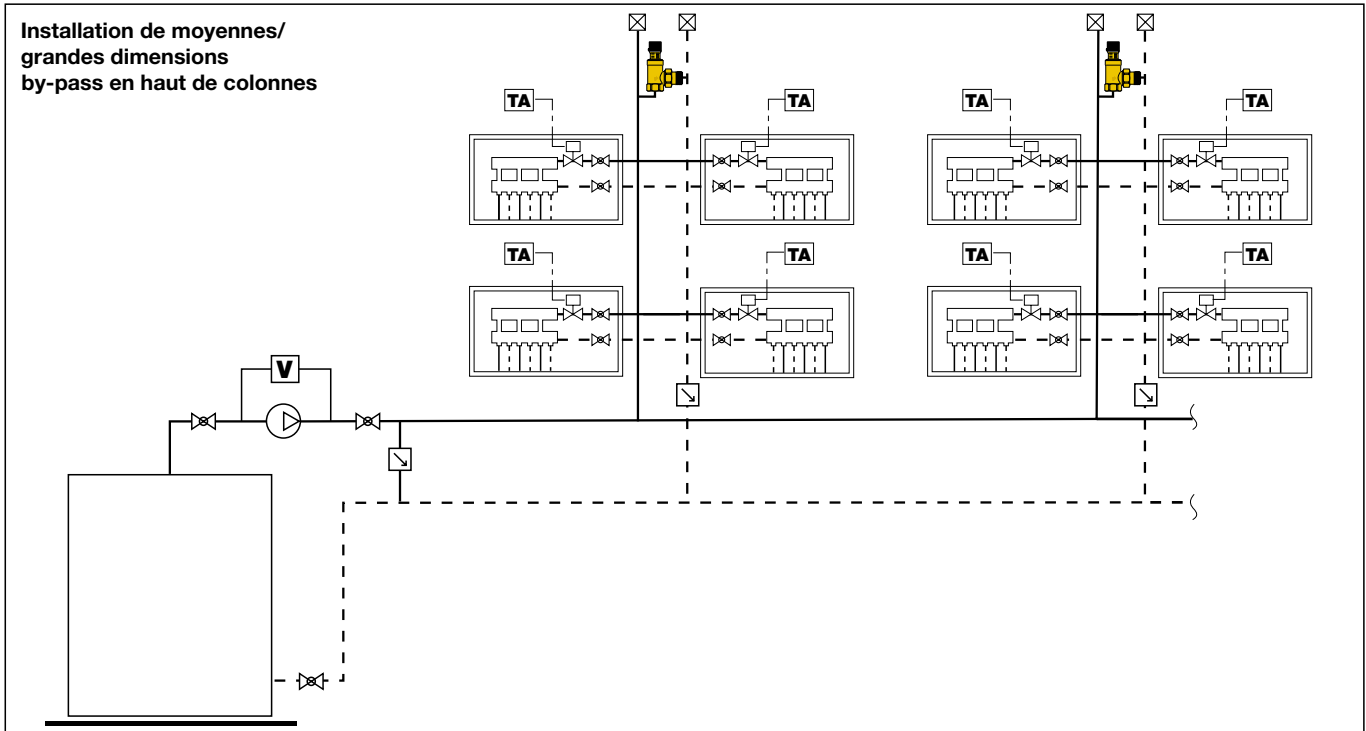 Installation de moyennes/
grandes dimensions
by-pass en haut de colonnes
TA
TA
TA
TA
TA
TA
TA
TA
V